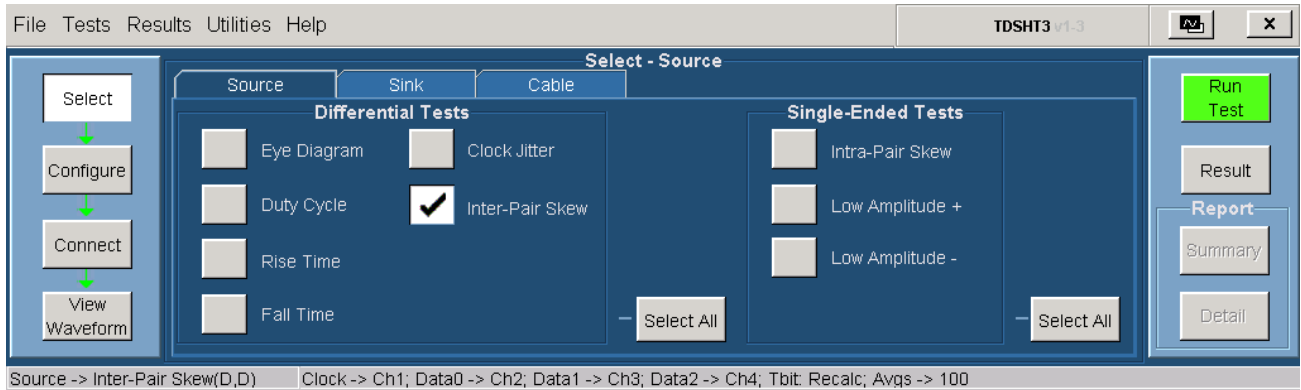 File Tests Results Utilities Help TDSHT3 v1-3 x
Select - Source
Source Sink Cable
Select
Configure
Connect
View
Waveform
Differential Tests
Eye Diagram Clock Jitter
Duty Cycle Inter-Pair Skew
Rise Time
Fall Time
Select All
Single-Ended Tests
Intra-Pair Skew
Low Amplitude +
Low Amplitude -
Select All
Run
Test
Result
Report
Summary
Detail
Source -> Inter-Pair Skew(D,D) Clock -> Ch1; Data0 -> Ch2; Data1 -> Ch3; Data2 -> Ch4; Tbit: Recalc; Avgs -> 100